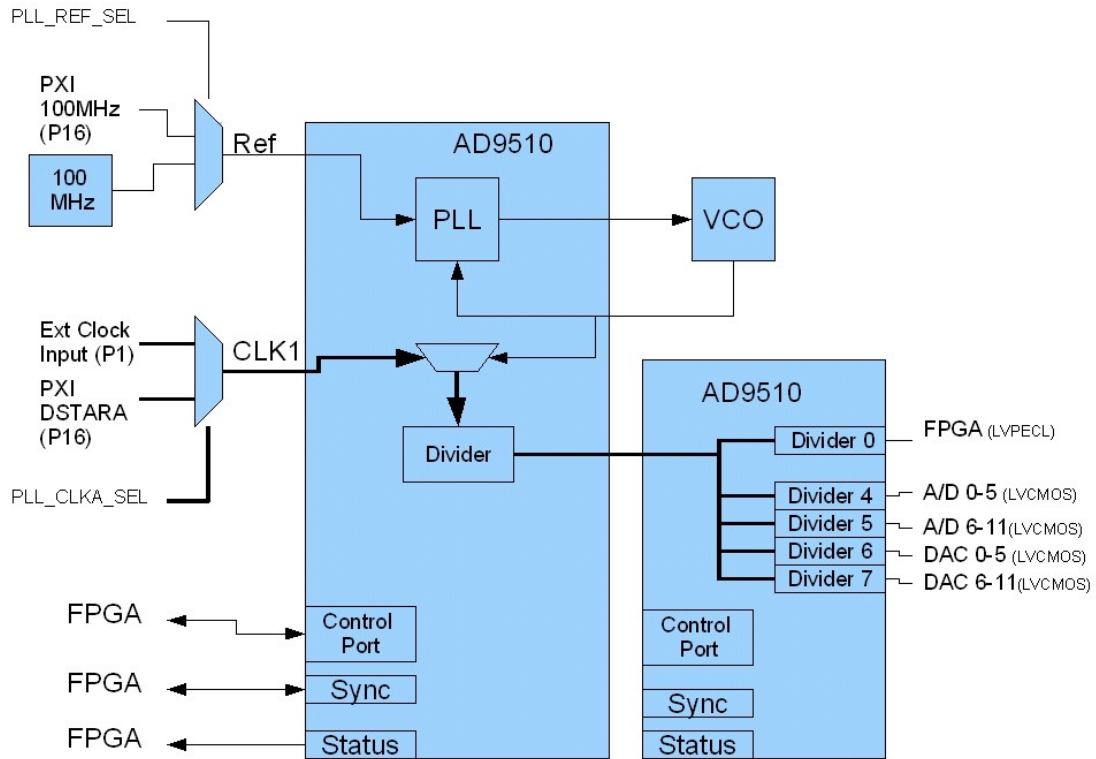 PLL_REF_SEL
PXI
100MHz
(P16)
100
MHz
Ref
AD9510
PLL
VCO
Ext Clock
Input (P1)
PXI
DSTARA
(P16)
CLK1
PLL_CLKA_SEL
Divider
AD9510
Divider 0
FPGA (LVPECL)
Divider 4
A/D 0-5 (LVCMOS)
Divider 5
A/D 6-11(LVCMOS)
Divider 6
DAC 0-5 (LVCMOS)
Divider 7
DAC 6-11(LVCMOS)
FPGA
Control
Port
FPGA
Sync
FPGA
Status
Control
Port
Sync
Status